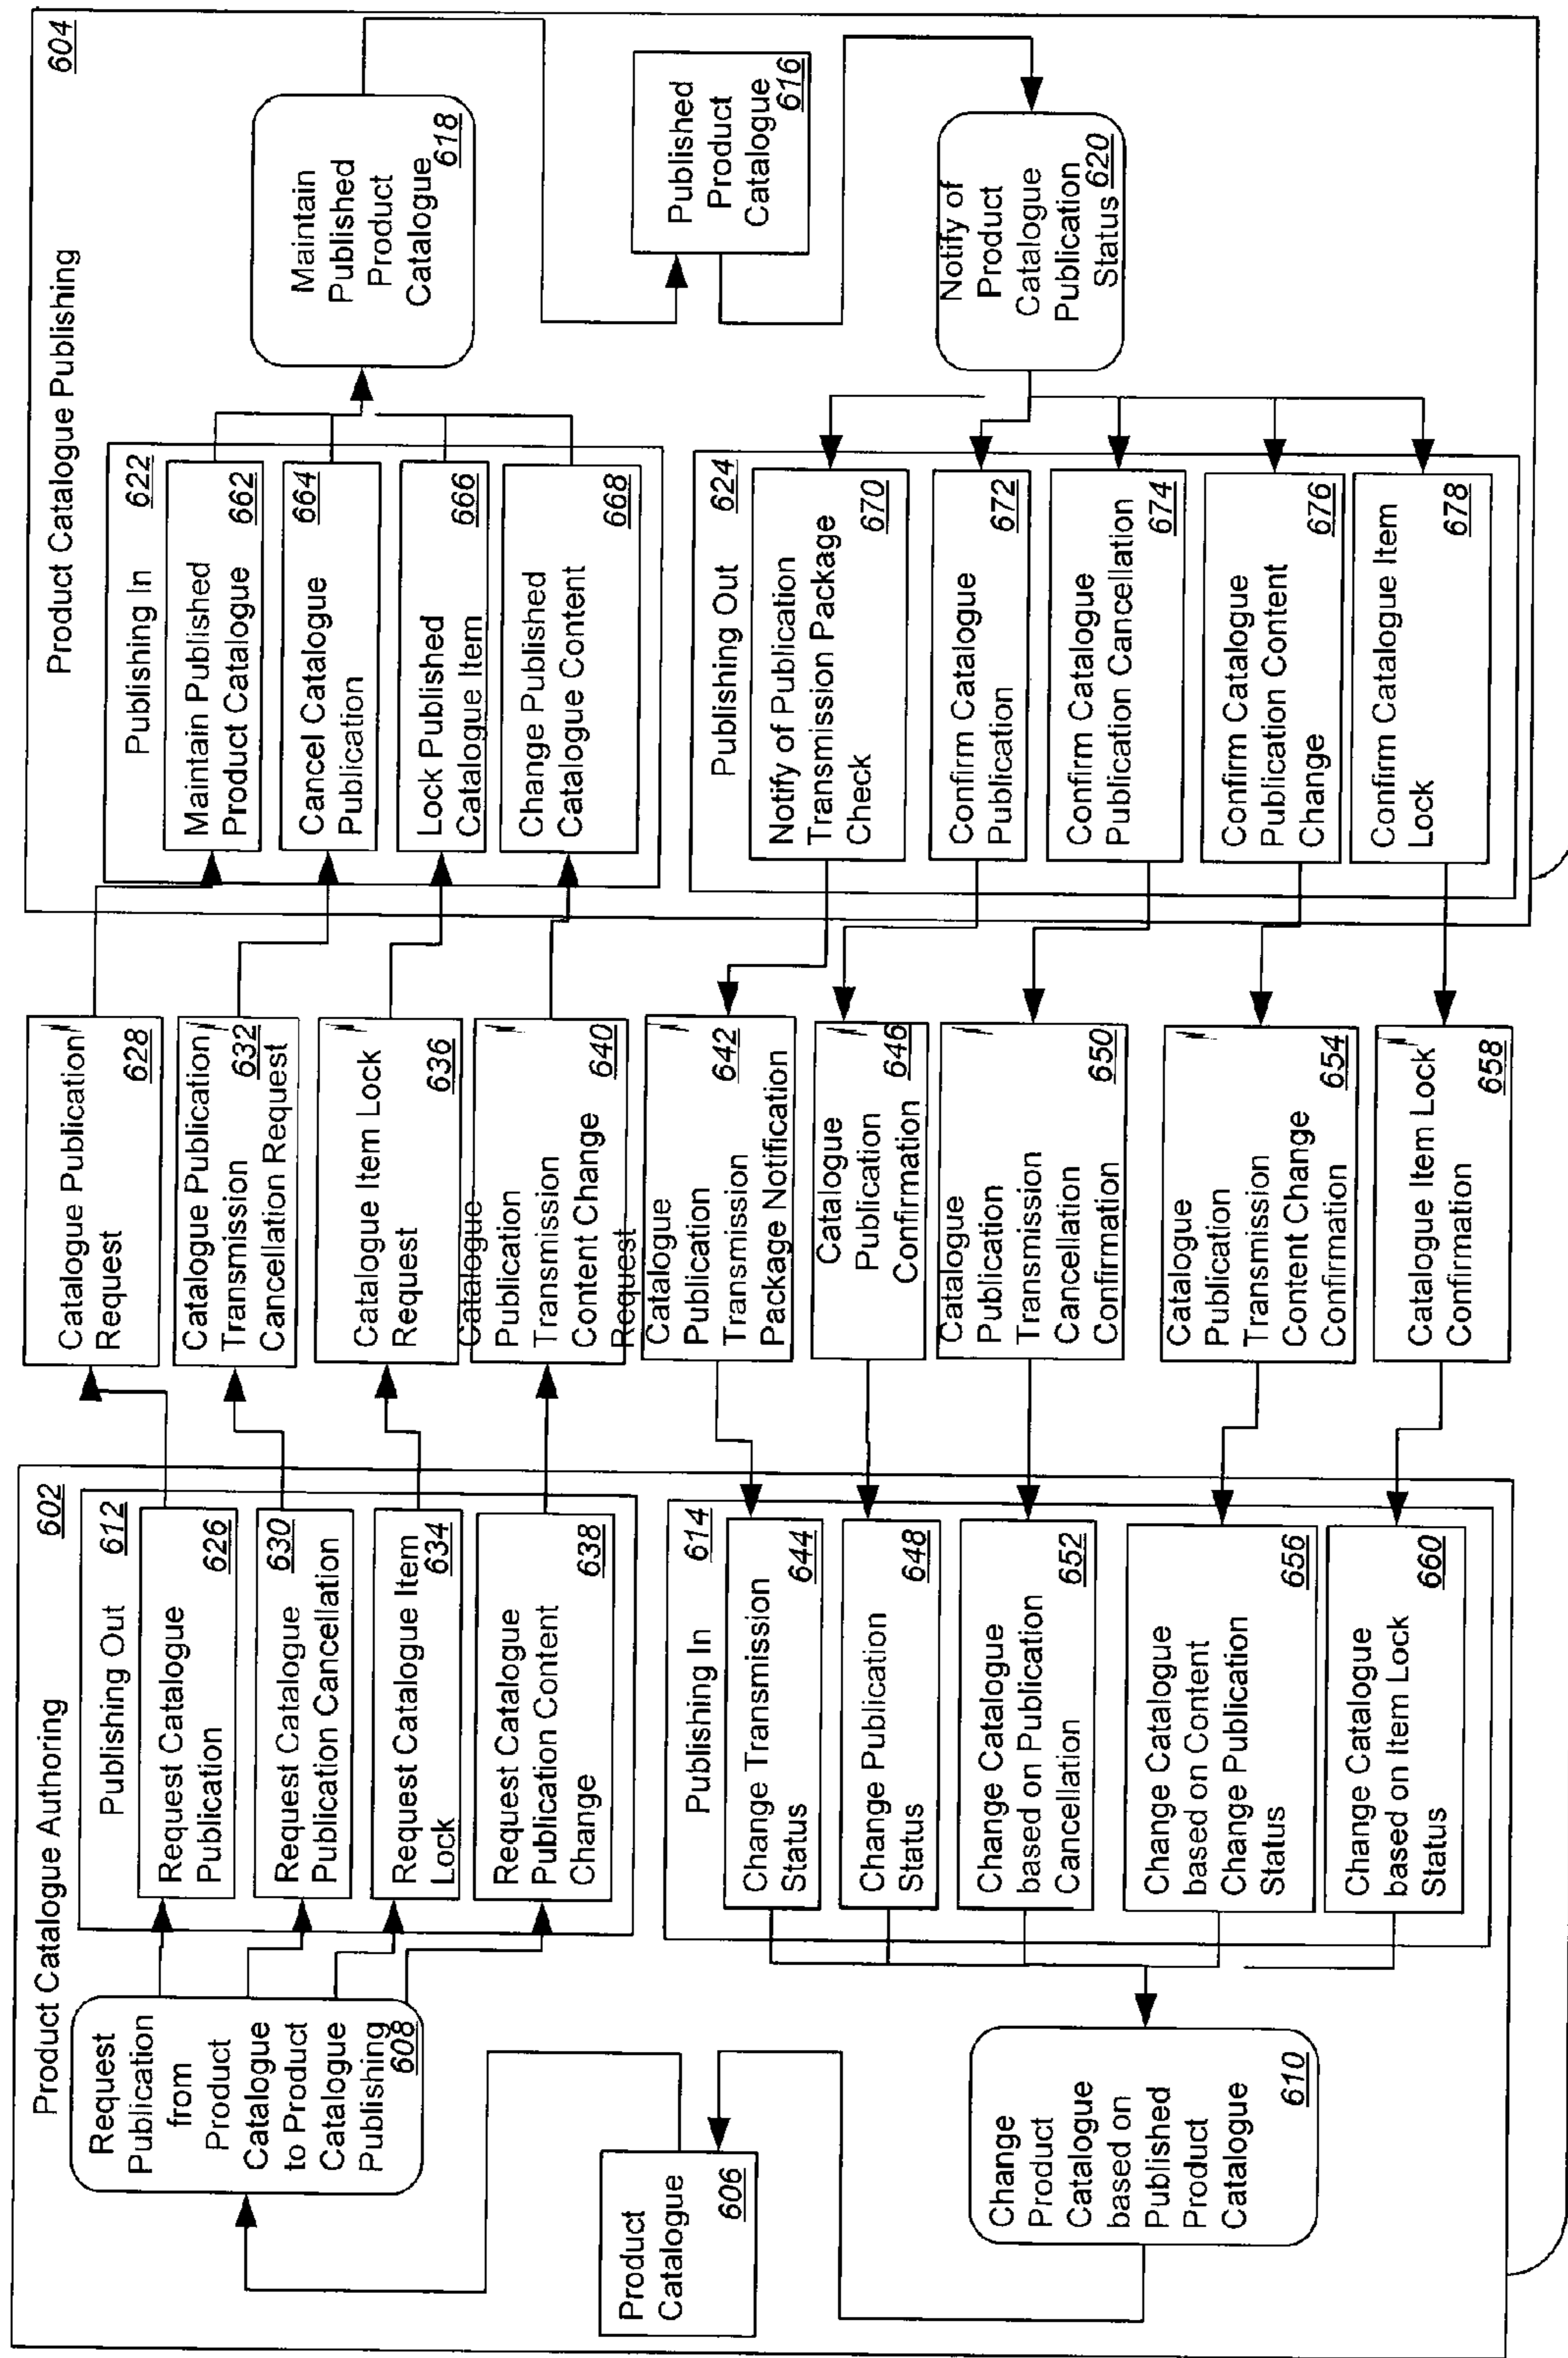 Product Catalogue Authoring
602
Request
Publication
from
Product
Catalogue
to Product
Catalogue
Publishing
608
Product
Catalogue
606
Change
Product
Catalogue
based on
Published
Product
Catalogue
610
Publishing Out
612
Request Catalogue
Publication
626
Request Catalogue
630
Publication Cancellation
Request Catalogue Item
Lock
634
Request Catalogue
Publication Content
Change
638
Publishing In
614
Change Transmission
Status
644
Change Publication
Status
648
Change Catalogue
based on Publication
Cancellation
652
Change Catalogue
based on Content
Change Publication
Status
656
Change Catalogue
based on Item Lock
Status
660
Catalogue Publication
Request
628
Catalogue Publication
Transmission
632
Cancellation Request
Catalogue Item Lock
Request
636
Catalogue
Publication
Transmission
Content Change
Request
640
Catalogue
Publication
Transmission
Package Notification
642
Catalogue
Publication
Confirmation
646
Catalogue
Publication
Transmission
Cancellation
Confirmation
650
Catalogue
Publication
Transmission
Content Change
Confirmation
654
Catalogue Item Lock
Confirmation
658
Product Catalogue Publishing
604
Publishing In
622
Maintain Published
Product Catalogue
662
Cancel Catalogue
Publication
664
Lock Published
Catalogue Item
666
Change Published
Catalogue Content
668
Publishing Out
624
Notify of Publication
Transmission Package
Check
670
Confirm Catalogue
Publication
672
Confirm Catalogue
Publication Cancellation
674
Confirm Catalogue
Publication Content
Change
676
Confirm Catalogue Item
Lock
678
Maintain
Published
Product
Catalogue
618
Published
Product
Catalogue
616
Notify of
Product
Catalogue
Publication
Status
620